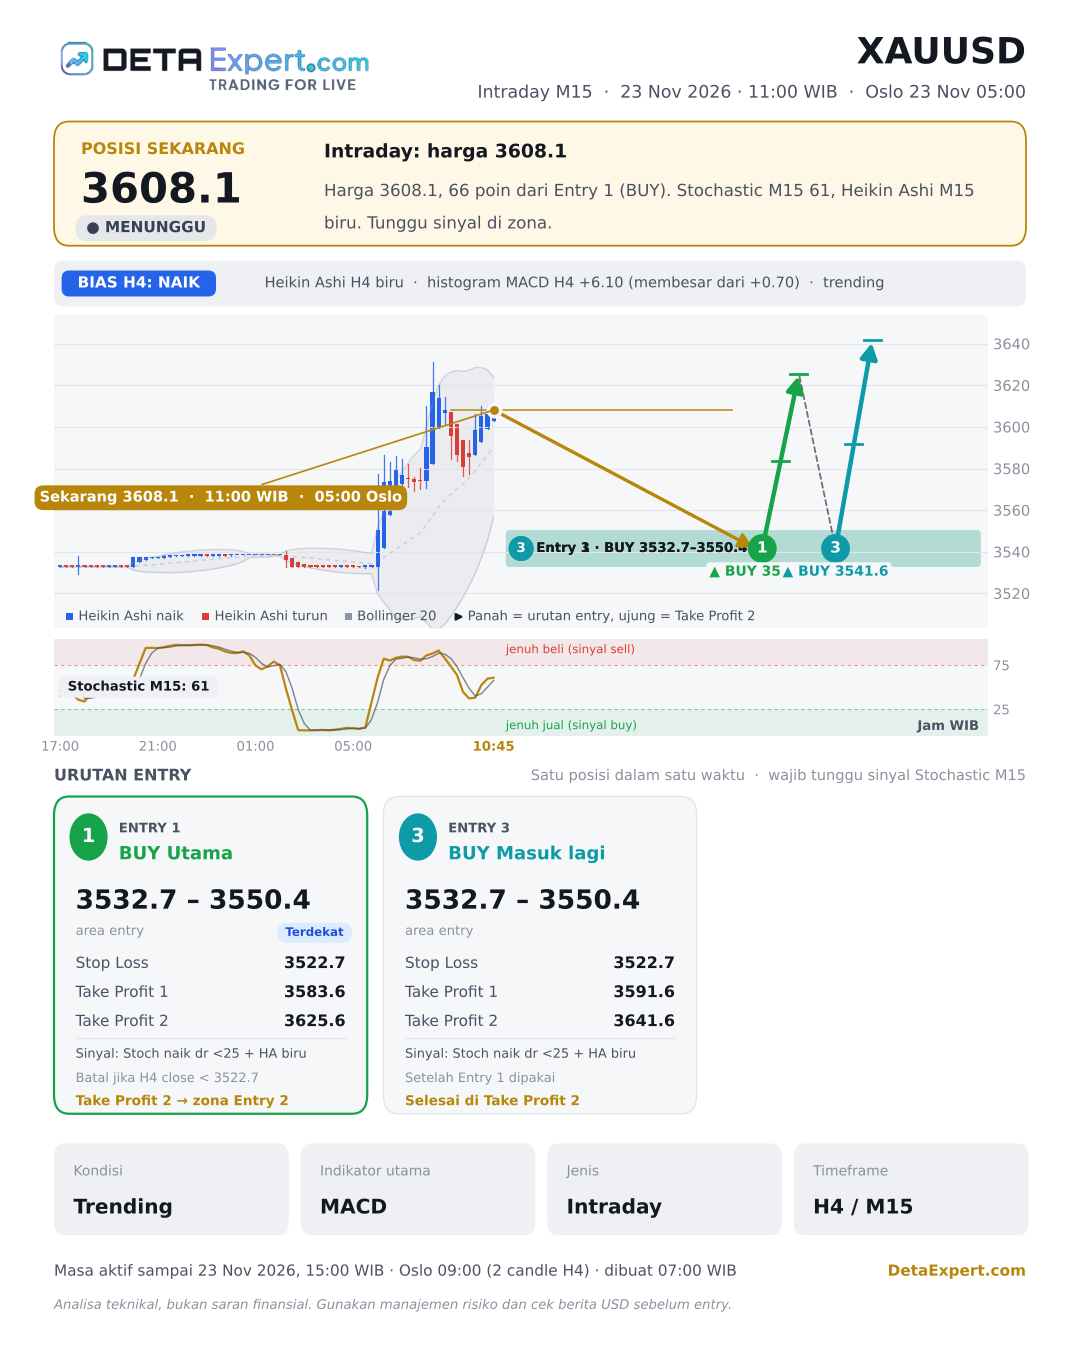 DETA Expert.com
TRADING FOR LIVE
XAUUSD
Intraday M15 · 23 Nov 2026 · 11:00 WIB · Oslo 23 Nov 05:00
POSISI SEKARANG
3608.1
● MENUNGGU
Intraday: harga 3608.1
Harga 3608.1, 66 poin dari Entry 1 (BUY). Stochastic M15 61, Heikin Ashi M15
biru. Tunggu sinyal di zona.
BIAS H4: NAIK
Heikin Ashi H4 biru · histogram MACD H4 +6.10 (membesar dari +0.70) · trending
3640
3620
3600
3580
3560
3540
3520
Sekarang 3608.1 · 11:00 WIB · 05:00 Oslo
3 Entry · BUY 3532.7–3550.4
1
3
▲ BUY 35
▲ BUY 3541.6
Heikin Ashi naik
Heikin Ashi turun
Bollinger 20
Panah = urutan entry, ujung = Take Profit 2
jenuh beli (sinyal sell)
75
Stochastic M15: 61
25
jenuh jual (sinyal buy)
Jam WIB
17:00 21:00 01:00 05:00 10:45
URUTAN ENTRY
Satu posisi dalam satu waktu · wajib tunggu sinyal Stochastic M15
1
ENTRY 1
BUY Utama
3532.7 – 3550.4
area entry
Terdekat
Stop Loss 3522.7
Take Profit 1 3583.6
Take Profit 2 3625.6
Sinyal: Stoch naik dr <25 + HA biru
Batal jika H4 close < 3522.7
Take Profit 2 → zona Entry 2
3
ENTRY 3
BUY Masuk lagi
3532.7 – 3550.4
area entry
Stop Loss 3522.7
Take Profit 1 3591.6
Take Profit 2 3641.6
Sinyal: Stoch naik dr <25 + HA biru
Setelah Entry 1 dipakai
Selesai di Take Profit 2
Kondisi
Trending
Indikator utama
MACD
Jenis
Intraday
Timeframe
H4 / M15
Masa aktif sampai 23 Nov 2026, 15:00 WIB · Oslo 09:00 (2 candle H4) · dibuat 07:00 WIB
DetaExpert.com
Analisa teknikal, bukan saran finansial. Gunakan manajemen risiko dan cek berita USD sebelum entry.